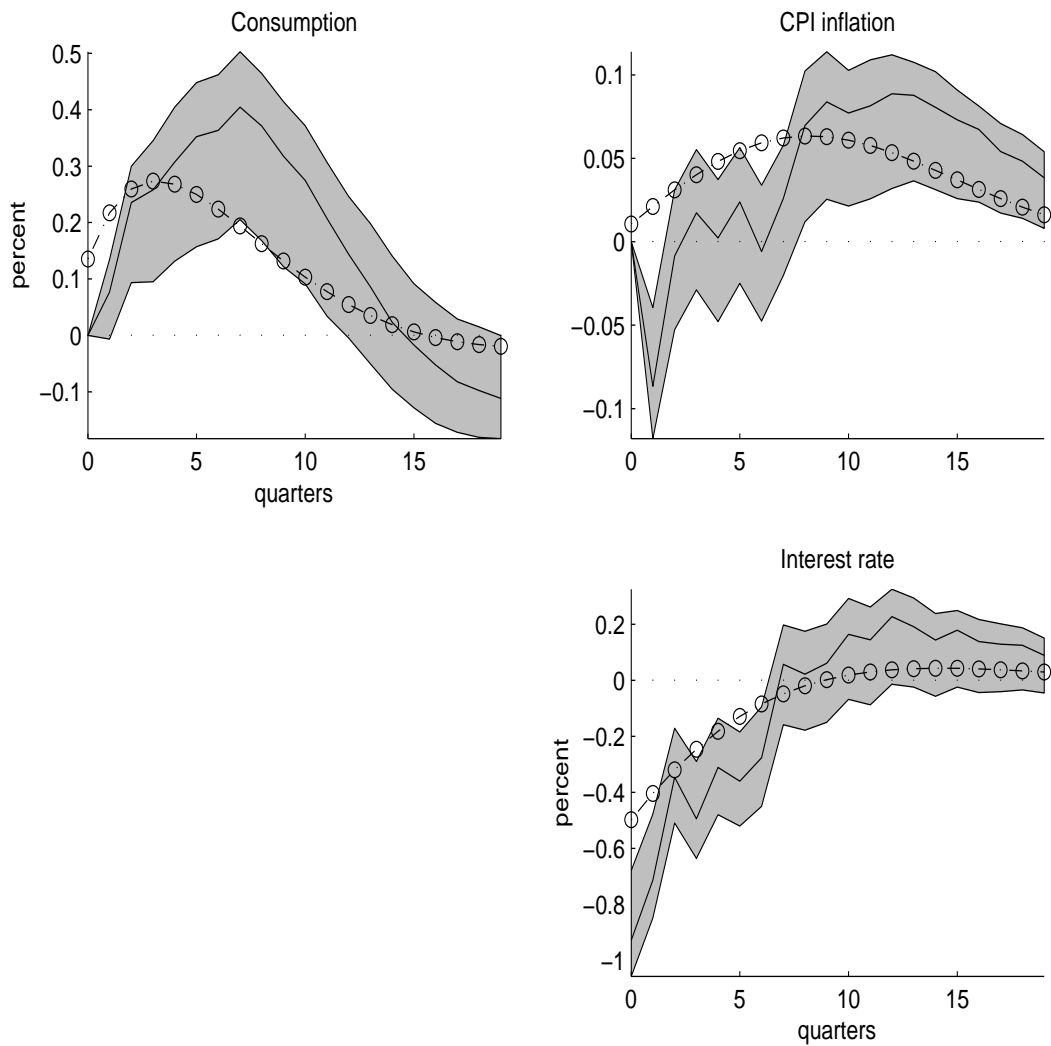 Consumption
0.5
0.4
0.3
0.2
0.1
0
−0.1
percent
0 5 10 15
quarters
CPI inflation
0.1
0.05
0
−0.05
−0.1
0 5 10 15
Interest rate
0.2
0
−0.2
−0.4
−0.6
−0.8
−1
percent
0 5 10 15
quarters